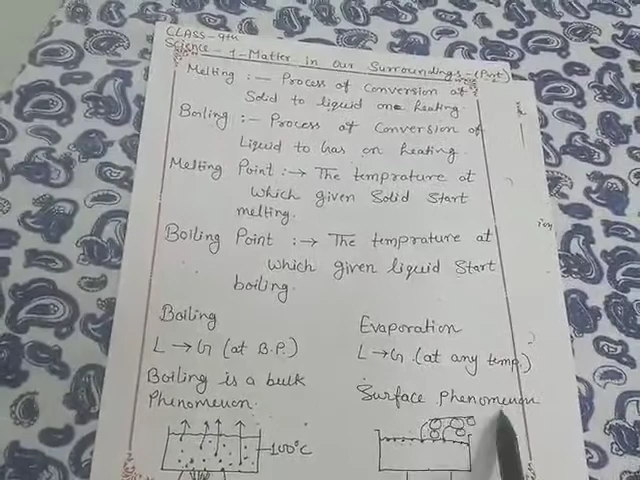 CLASS-9th
Science - 1 - Matter in our Surroundings - (Part)
Melting :- Process of Conversion of
Solid to liquid one heating.
Boiling :- Process of Conversion of
Liquid to Gas on heating.
Melting Point :→ The temprature at
Which given Solid Start
melting.
Boiling Point :→ The temprature at
Which given liquid Start
boiling.
Boiling
L → G (at B.P.)
Boiling is a bulk
Phenomenon.
100°C
Evaporation
L → G (at any temp.)
Surface Phenomenon